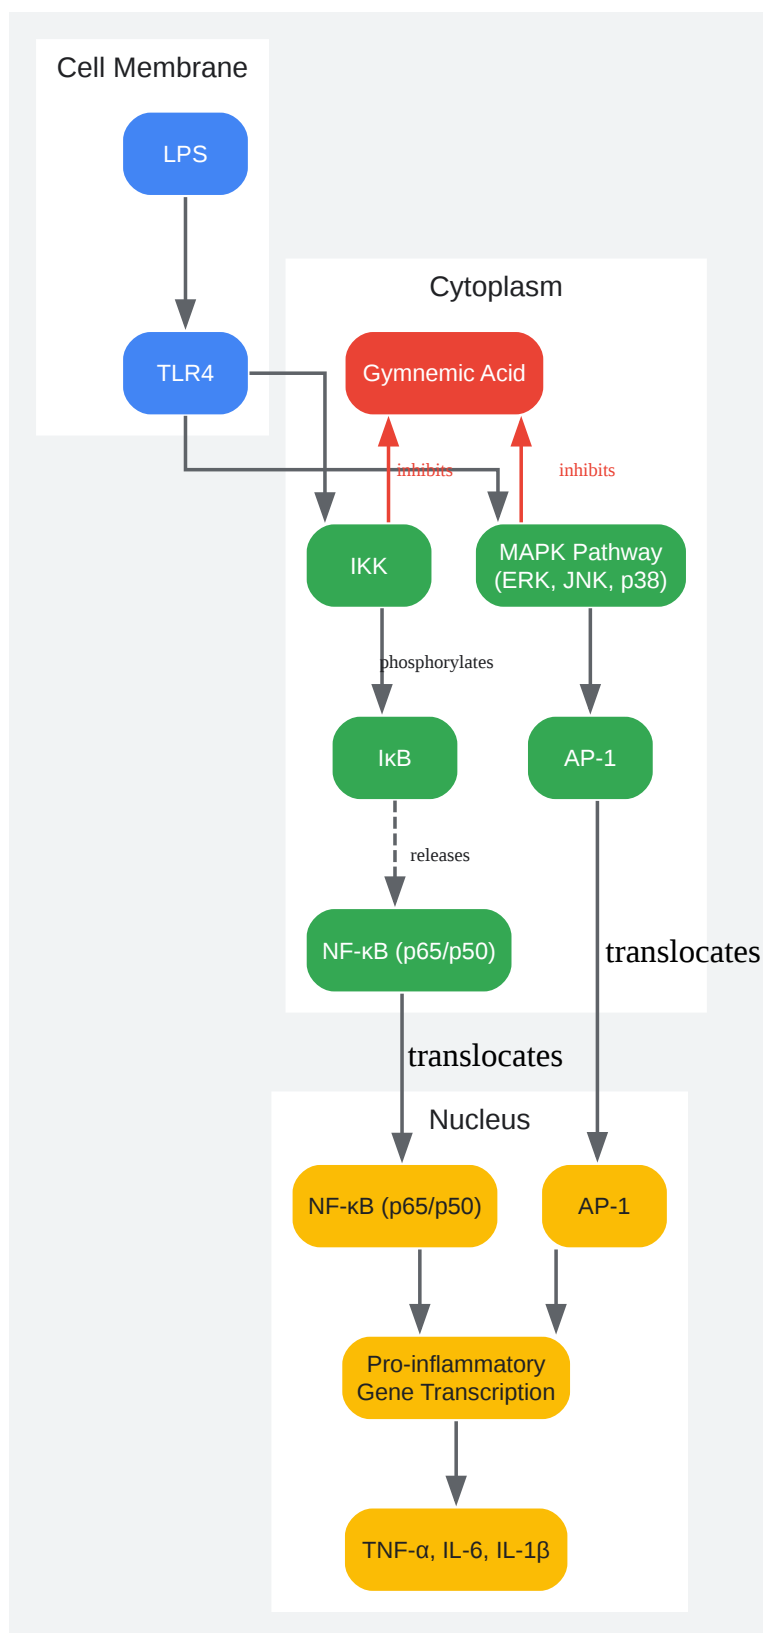 Cell Membrane
LPS
TLR4
Cytoplasm
Gymnemic Acid
inhibits
inhibits
IKK
MAPK Pathway
(ERK, JNK, p38)
phosphorylates
IκB
AP-1
releases
NF-κB (p65/p50)
translocates
translocates
Nucleus
NF-κB (p65/p50)
AP-1
Pro-inflammatory
Gene Transcription
TNF-α, IL-6, IL-1β